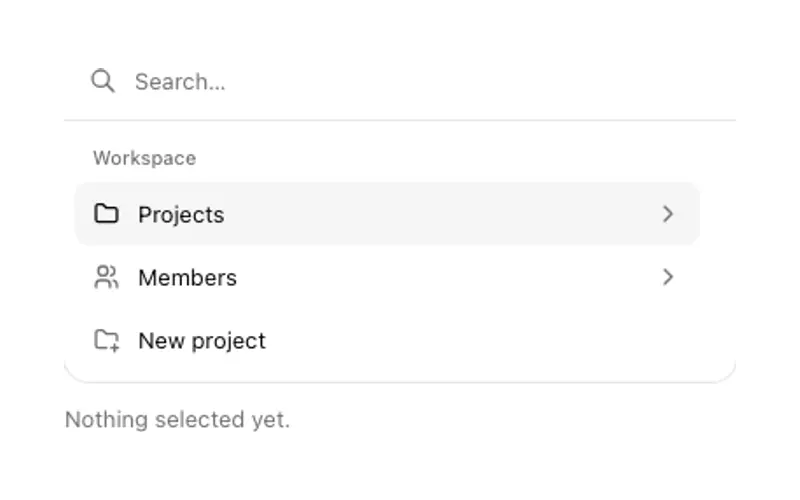 Search...
Workspace
Projects
Members
New project
Nothing selected yet.